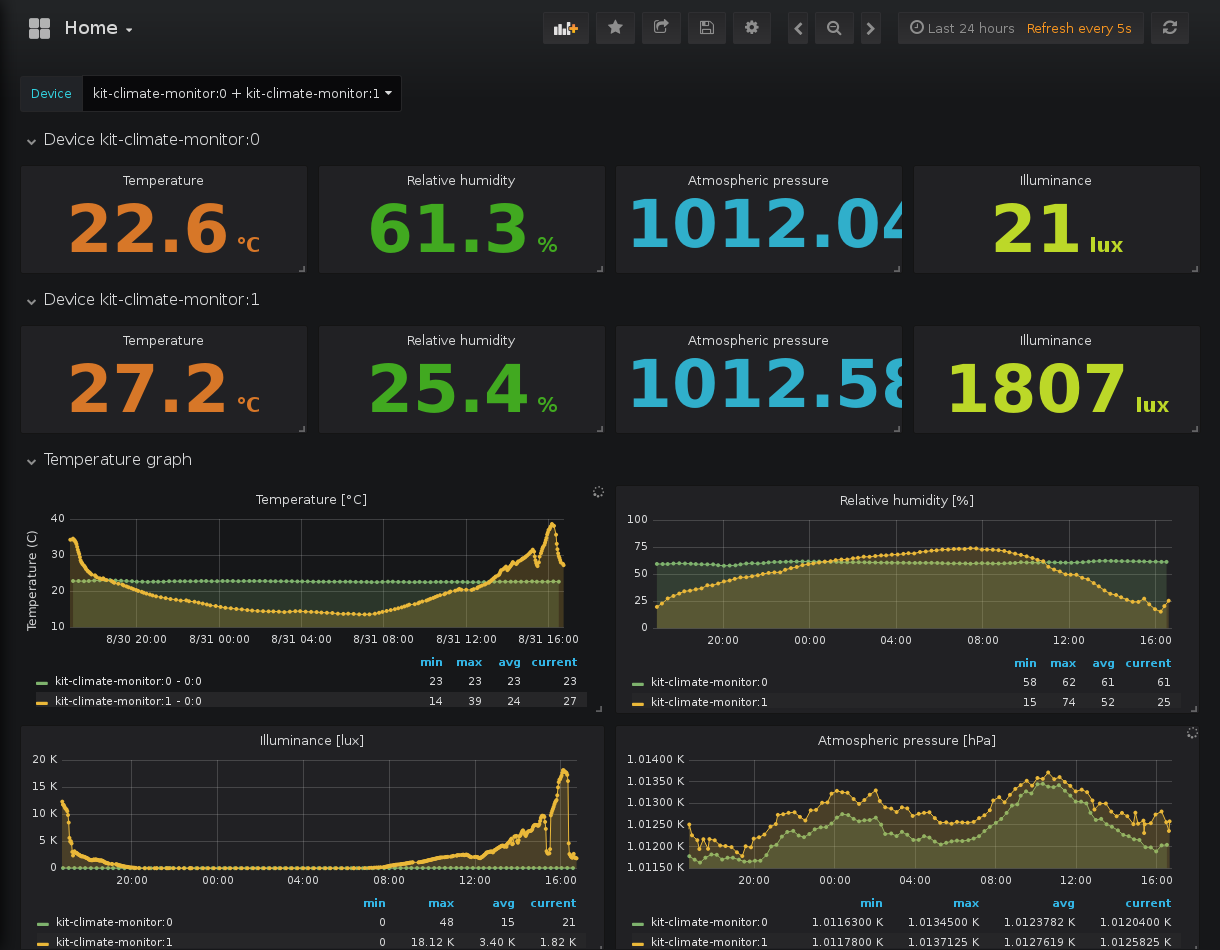 Home
Last 24 hours Refresh every 5s
Device kit-climate-monitor:0 + kit-climate-monitor:1
Device kit-climate-monitor:0
Temperature Relative humidity Atmospheric pressure Illuminance
22.6 °C 61.3 % 1012.04 21 lux
Device kit-climate-monitor:1
Temperature Relative humidity Atmospheric pressure Illuminance
27.2 °C 25.4 % 1012.58 1807 lux
Temperature graph
Temperature [°C]
Temperature (C)
40
30
20
10
8/30 20:00 8/31 00:00 8/31 04:00 8/31 08:00 8/31 12:00 8/31 16:00
min max avg current
kit-climate-monitor:0 - 0:0 23 23 23 23
kit-climate-monitor:1 - 0:0 14 39 24 27
Relative humidity [%]
100
75
50
25
0
20:00 00:00 04:00 08:00 12:00 16:00
min max avg current
kit-climate-monitor:0 58 62 61 61
kit-climate-monitor:1 15 74 52 25
Illuminance [lux]
20 K
15 K
10 K
5 K
0
20:00 00:00 04:00 08:00 12:00 16:00
min max avg current
kit-climate-monitor:0 0 48 15 21
kit-climate-monitor:1 0 18.12 K 3.40 K 1.82 K
Atmospheric pressure [hPa]
1.01400 K
1.01350 K
1.01300 K
1.01250 K
1.01200 K
1.01150 K
20:00 00:00 04:00 08:00 12:00 16:00
min max avg current
kit-climate-monitor:0 1.0116300 K 1.0134500 K 1.0123782 K 1.0120400 K
kit-climate-monitor:1 1.0117800 K 1.0137125 K 1.0127619 K 1.0125825 K